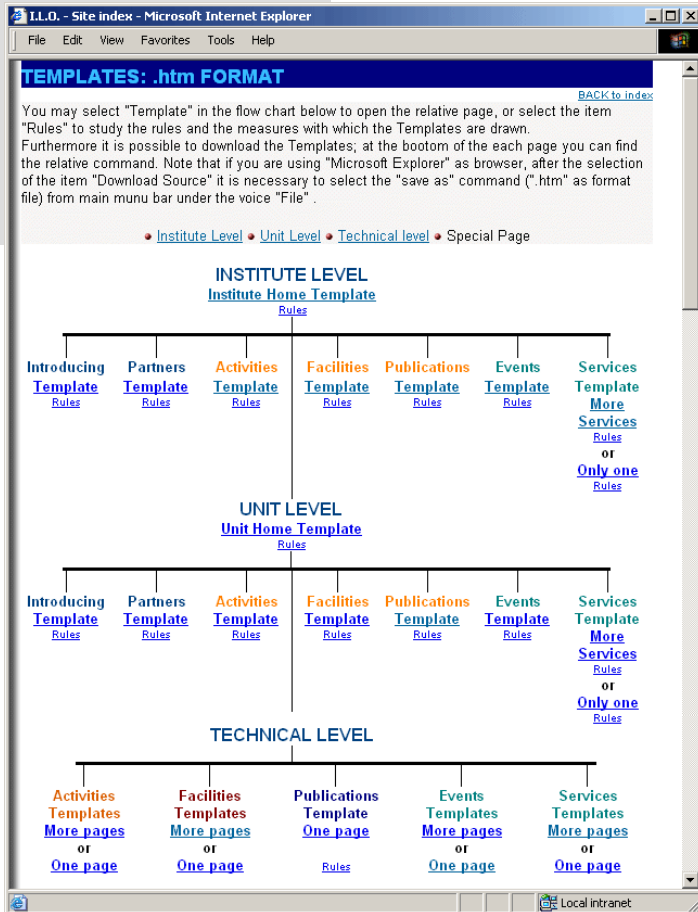 I.L.O. - Site index - Microsoft Internet Explorer
File Edit View Favorites Tools Help
TEMPLATES: .htm FORMAT
BACK to index
You may select "Template" in the flow chart below to open the relative page, or select the item
"Rules" to study the rules and the measures with which the Templates are drawn.
Furthermore it is possible to download the Templates; at the bootom of the each page you can find
the relative command. Note that if you are using "Microsoft Explorer" as browser, after the selection
of the item "Download Source" it is necessary to select the "save as" command (".htm" as format
file) from main munu bar under the voice "File" .
Institute Level Unit Level Technical level Special Page
INSTITUTE LEVEL
Institute Home Template
Rules
Introducing Partners Activities Facilities Publications Events Services
Template Template Template Template Template Template Template
Rules Rules Rules Rules Rules Rules More
Services
Rules
or
Only one
Rules
UNIT LEVEL
Unit Home Template
Rules
Introducing Partners Activities Facilities Publications Events Services
Template Template Template Template Template Template Template
Rules Rules Rules Rules Rules Rules More
Services
Rules
or
Only one
Rules
TECHNICAL LEVEL
Activities Facilities Publications Events Services
Templates Templates Template Templates Templates
More pages More pages One page More pages More pages
or or or or
One page One page Rules One page One page
Local intranet